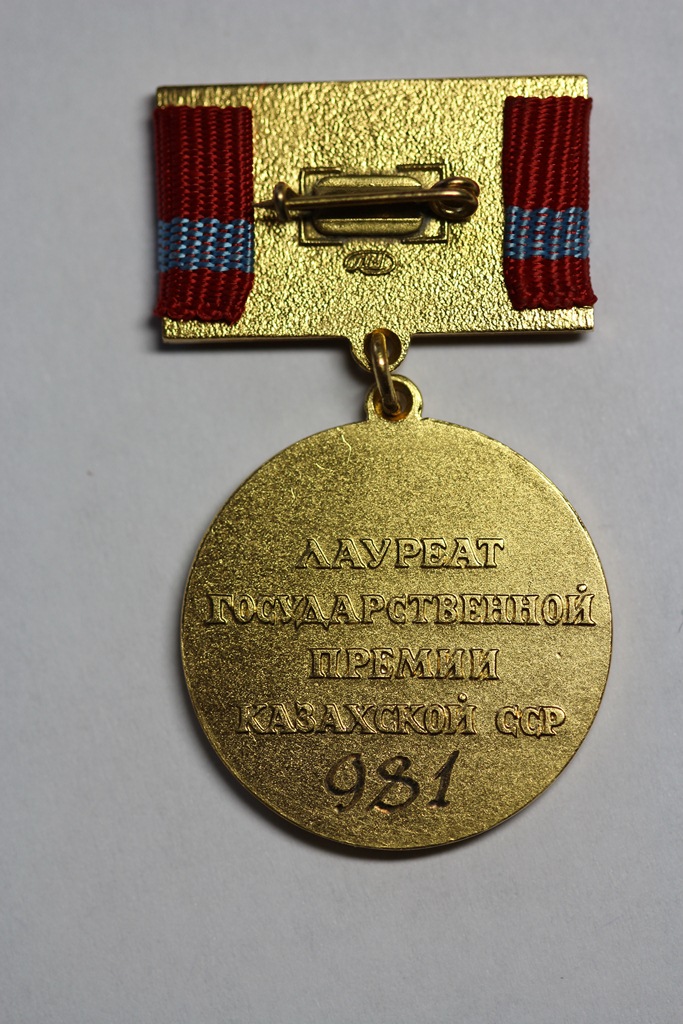 ЛАУРЕАТ
ГОСУДАРСТВЕННОЙ
ПРЕМИИ
КАЗАХСКОЙ ССР
981